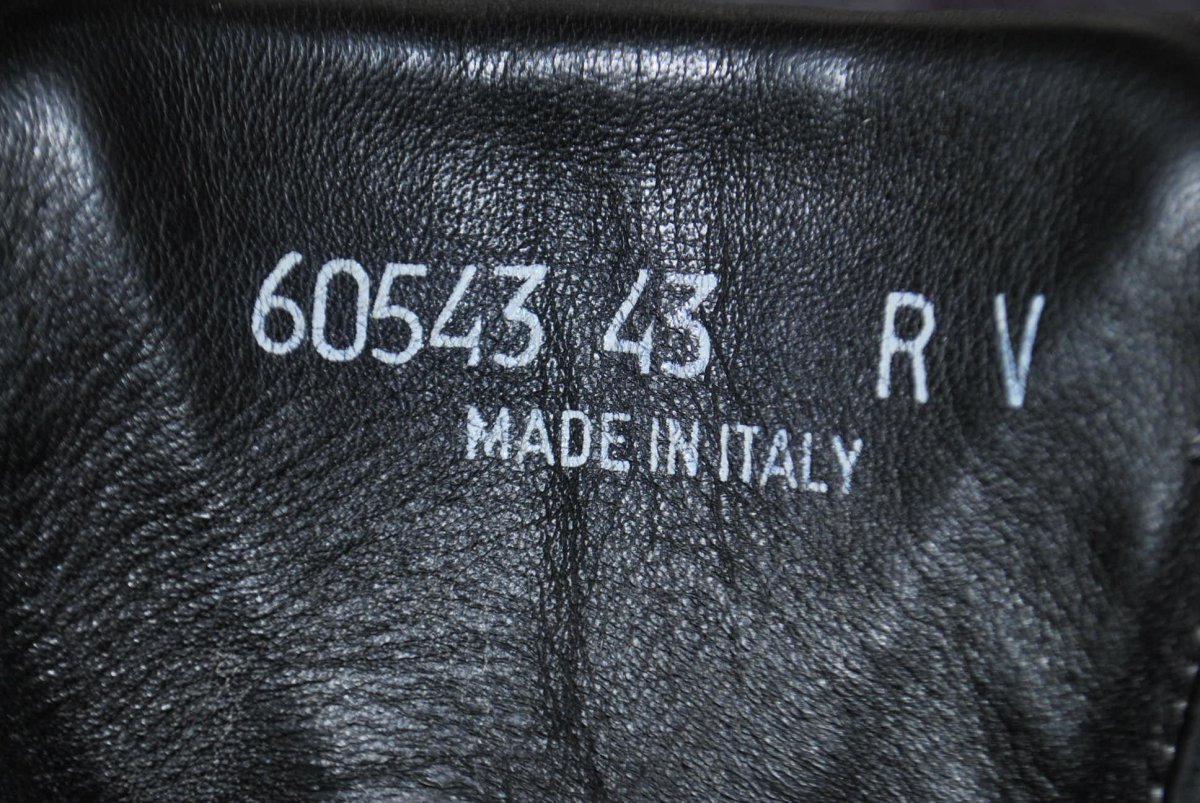 60543 43 R V
MADE IN ITALY